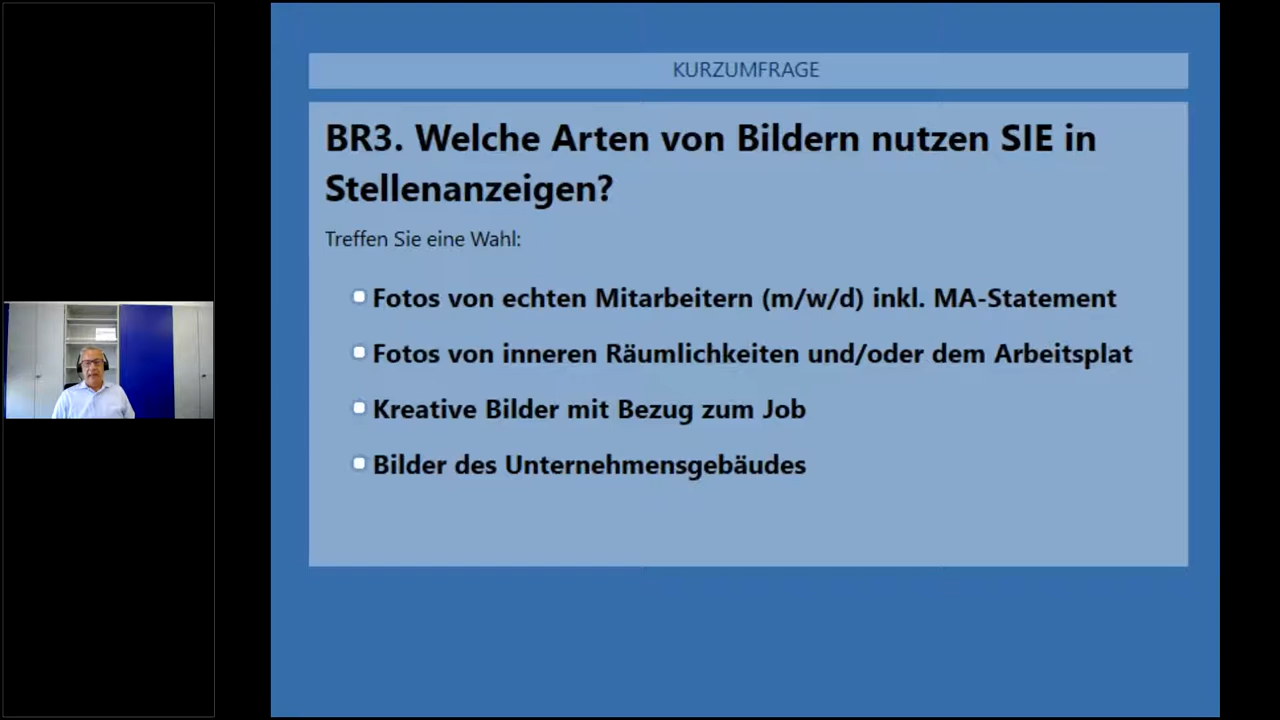 KURZUMFRAGE
BR3. Welche Arten von Bildern nutzen SIE in
Stellenanzeigen?
Treffen Sie eine Wahl:
Fotos von echten Mitarbeitern (m/w/d) inkl. MA-Statement
Fotos von inneren Räumlichkeiten und/oder dem Arbeitsplat
Kreative Bilder mit Bezug zum Job
Bilder des Unternehmensgebäudes